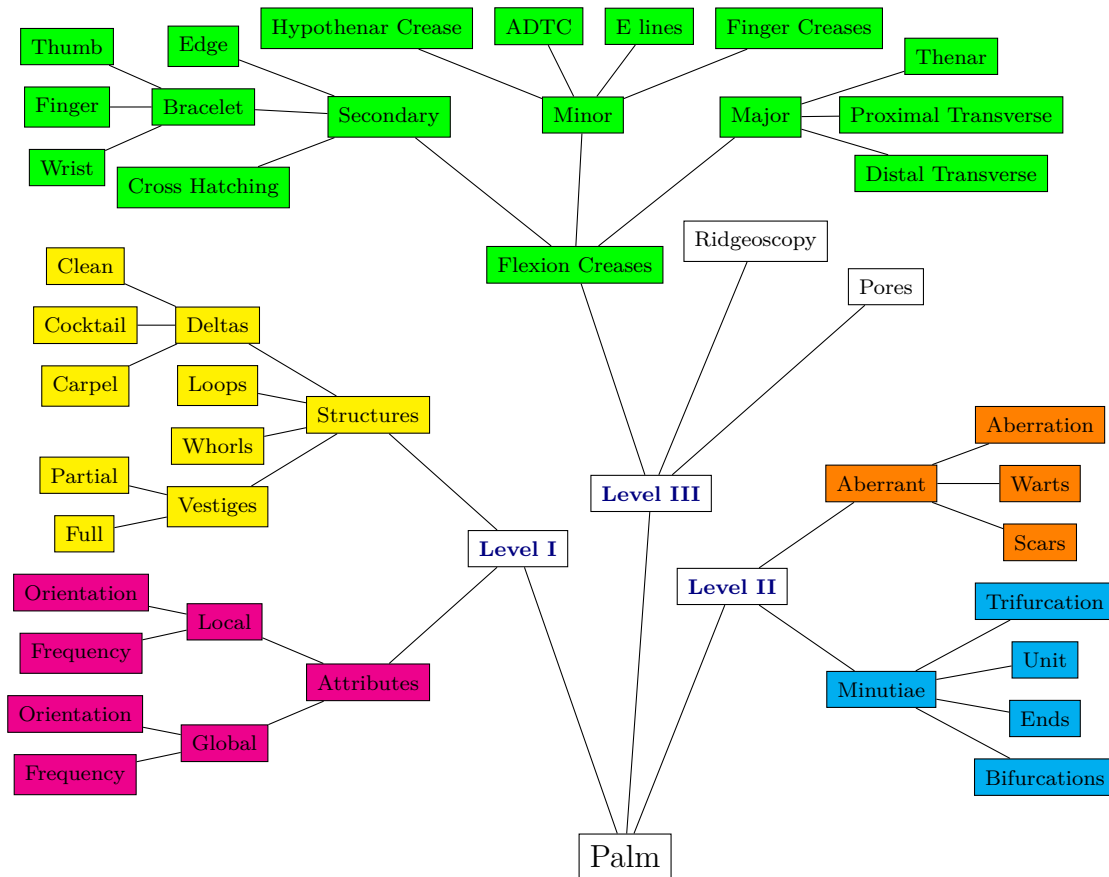 Hypothenar Crease
ADTC
E lines
Finger Creases
Thumb
Edge
Thenar
Finger
Bracelet
Secondary
Minor
Major
Proximal Transverse
Wrist
Cross Hatching
Distal Transverse
Ridgeoscopy
Clean
Flexion Creases
Pores
Cocktail
Deltas
Carpel
Loops
Structures
Whorls
Aberration
Partial
Vestiges
Aberrant
Warts
Level III
Full
Level I
Scars
Orientation
Level II
Trifurcation
Local
Frequency
Unit
Attributes
Minutiae
Orientation
Ends
Global
Frequency
Bifurcations
Palm